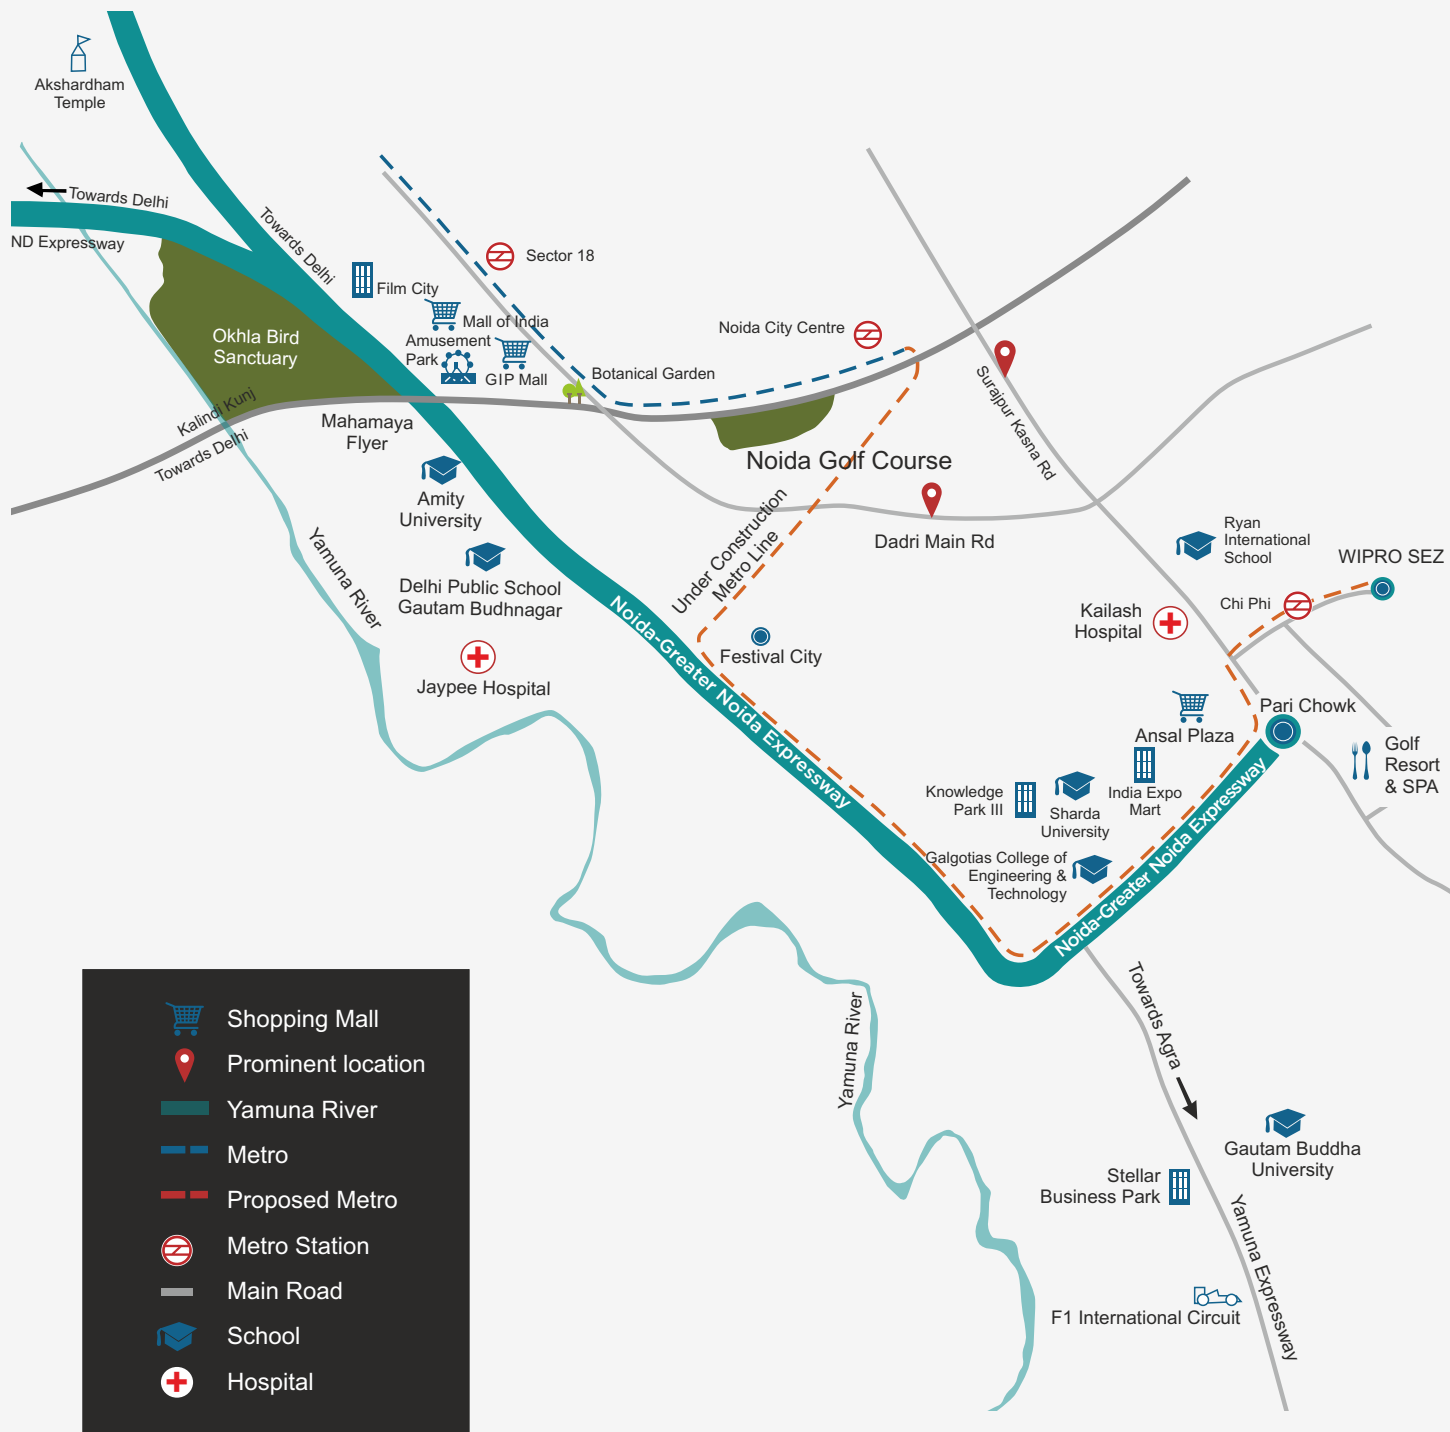 Akshardham
Temple
Towards Delhi
ND Expressway
Towards Delhi
Sector 18
Film City
Mall of India
Amusement
Park
GIP Mall
Noida City Centre
Botanical Garden
Okhla Bird
Sanctuary
Kalindi Kunj
Towards Delhi
Mahamaya
Flyer
Surajpur Kasna Rd
Noida Golf Course
Amity
University
Under Construction
Metro Line
Dadri Main Rd
Ryan
International
School
WIPRO SEZ
Yamuna River
Delhi Public School
Gautam Budhnagar
Chi Phi
Kailash
Hospital
Noida-Greater Noida Expressway
Festival City
Jaypee Hospital
Pari Chowk
Ansal Plaza
Golf
Resort
& SPA
Knowledge
Park III
Sharda
University
India Expo
Mart
Galgotias College of
Engineering &
Technology
Noida-Greater Noida Expressway
Towards Agra
Yamuna River
Gautam Buddha
University
Stellar
Business Park
Yamuna Expressway
F1 International Circuit
Shopping Mall
Prominent location
Yamuna River
Metro
Proposed Metro
Metro Station
Main Road
School
Hospital